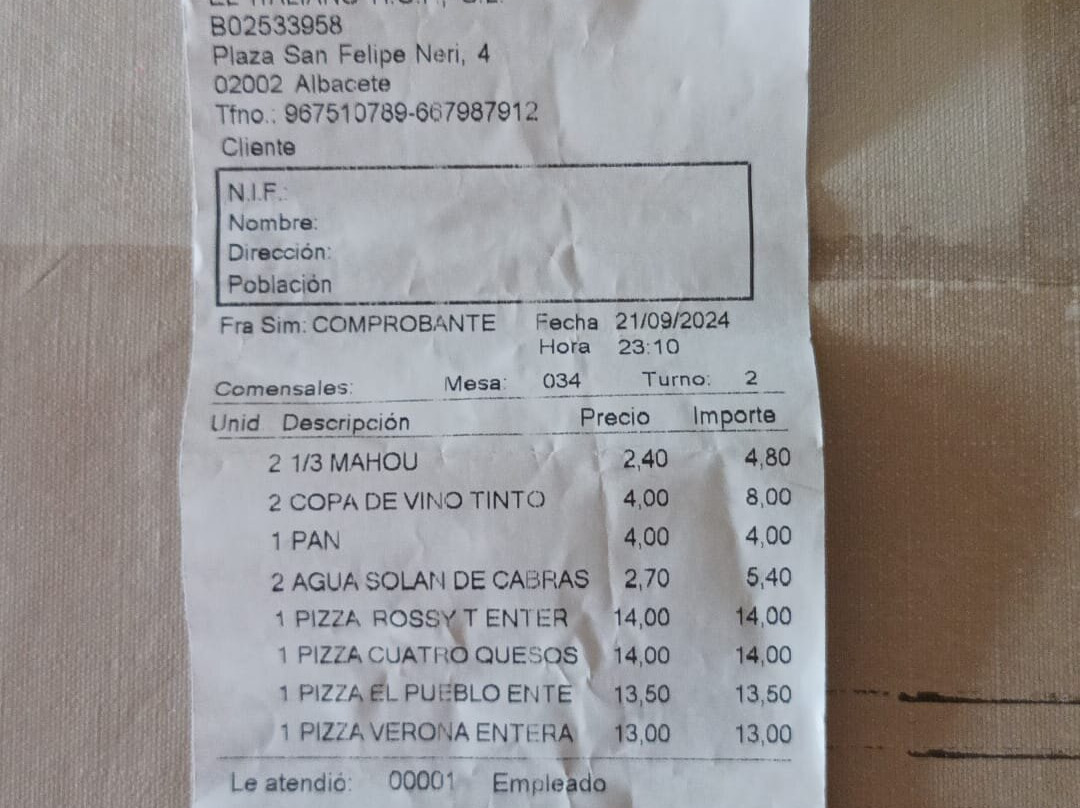 B02533958
Plaza San Felipe Neri, 4
02002 Albacete
Tfno.: 967510789-667987912
Cliente
N.I.F.:
Nombre:
Dirección:
Población
Fra Sim: COMPROBANTE Fecha 21/09/2024
Hora 23:10
Comensales: Mesa: 034 Turno: 2
Unid Descripción Precio Importe
2 1/3 MAHOU 2,40 4,80
2 COPA DE VINO TINTO 4,00 8,00
1 PAN 4,00 4,00
2 AGUA SOLAN DE CABRAS 2,70 5,40
1 PIZZA ROSSY T ENTER 14,00 14,00
1 PIZZA CUATRO QUESOS 14,00 14,00
1 PIZZA EL PUEBLO ENTE 13,50 13,50
1 PIZZA VERONA ENTERA 13,00 13,00
Le atendió: 00001 Empleado